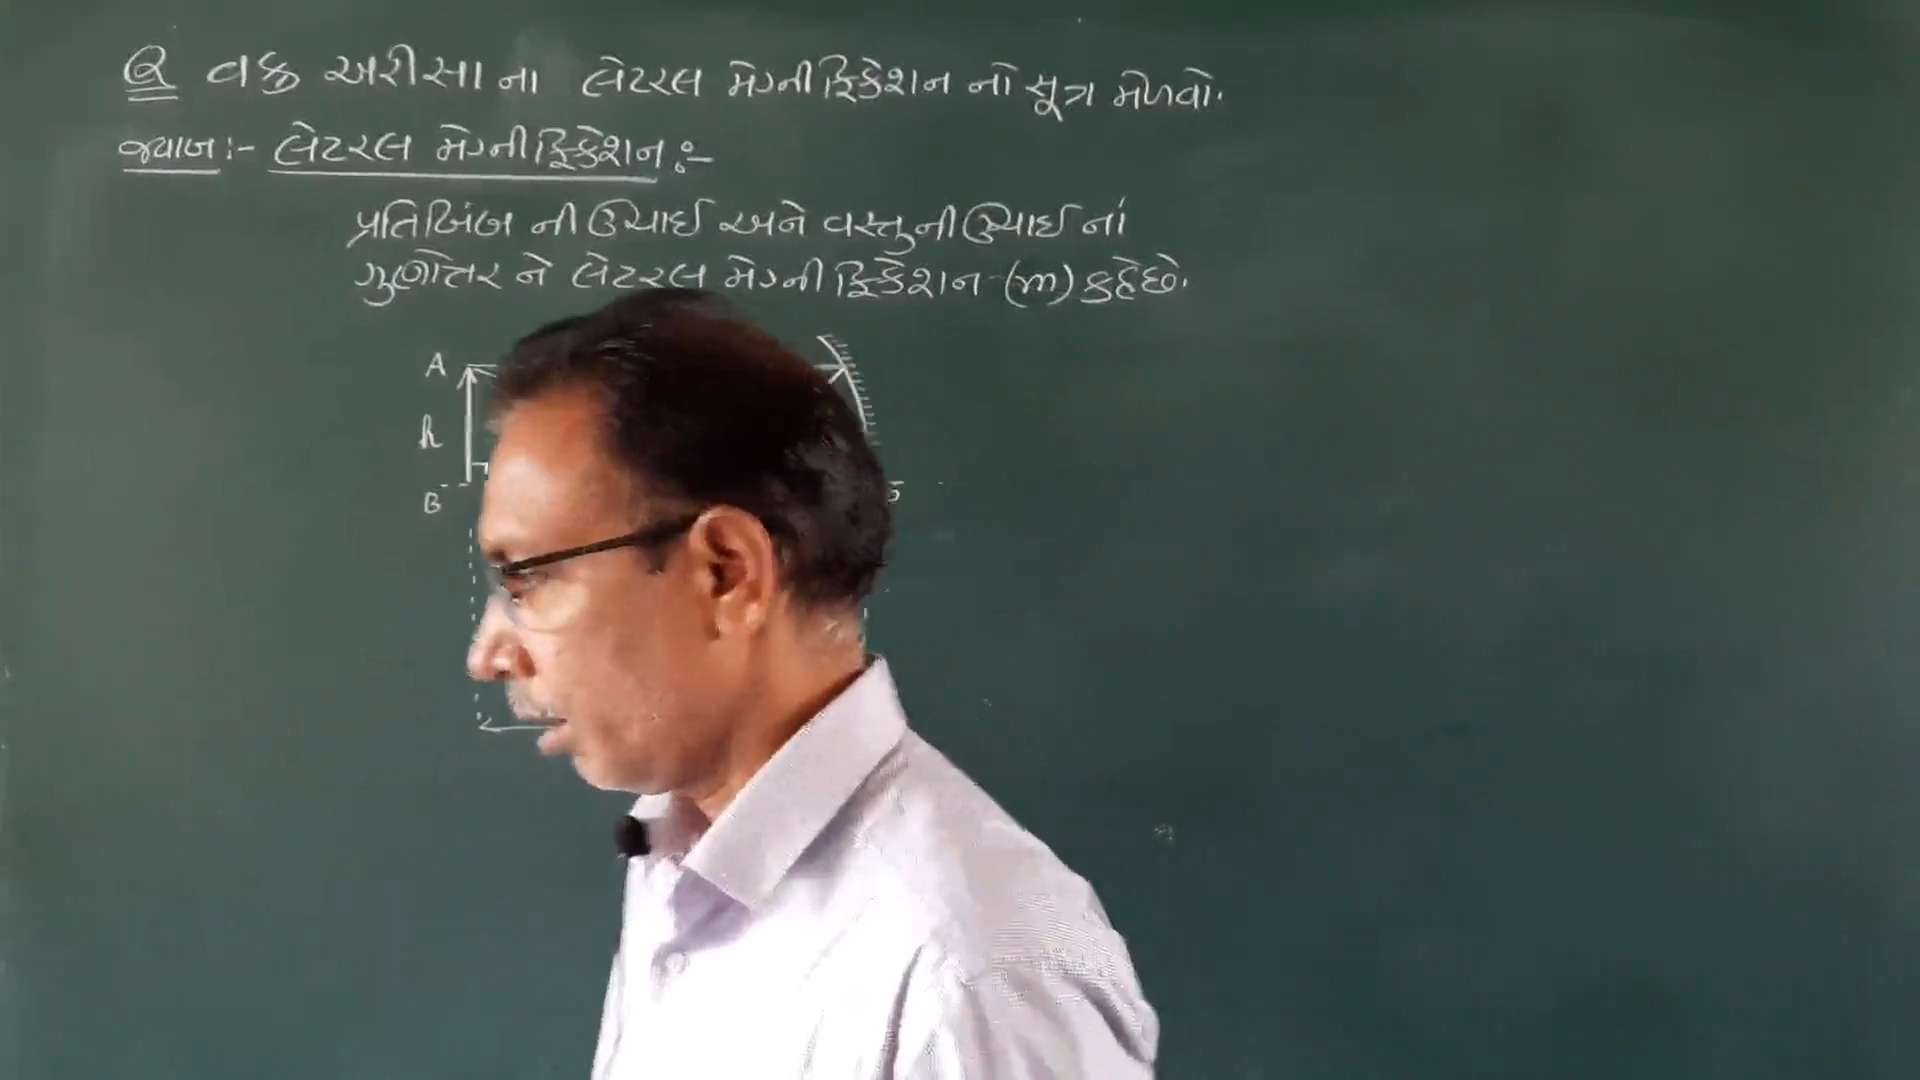 Q વક્ર અરીસાના લેટરલ મેગ્નીફિકેશન નો સૂત્ર મેળવો.
જવાબ :- લેટરલ મેગ્નીફિકેશન :-
પ્રતિબિંબ ની ઉંચાઈ અને વસ્તુની ઉંચાઈ નાં
ગુણોત્તર ને લેટરલ મેગ્નીફિકેશન-(m) કહે છે.
A
h
B